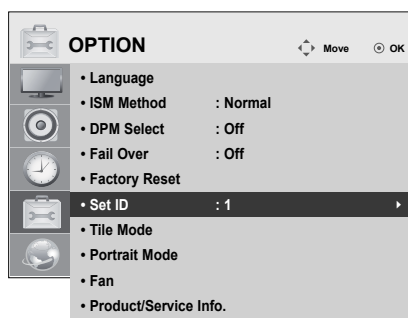 OPTION Move OK
• Language
• ISM Method : Normal
• DPM Select : Off
• Fail Over : Off
• Factory Reset
• Set ID : 1
• Tile Mode
• Portrait Mode
• Fan
• Product/Service Info.